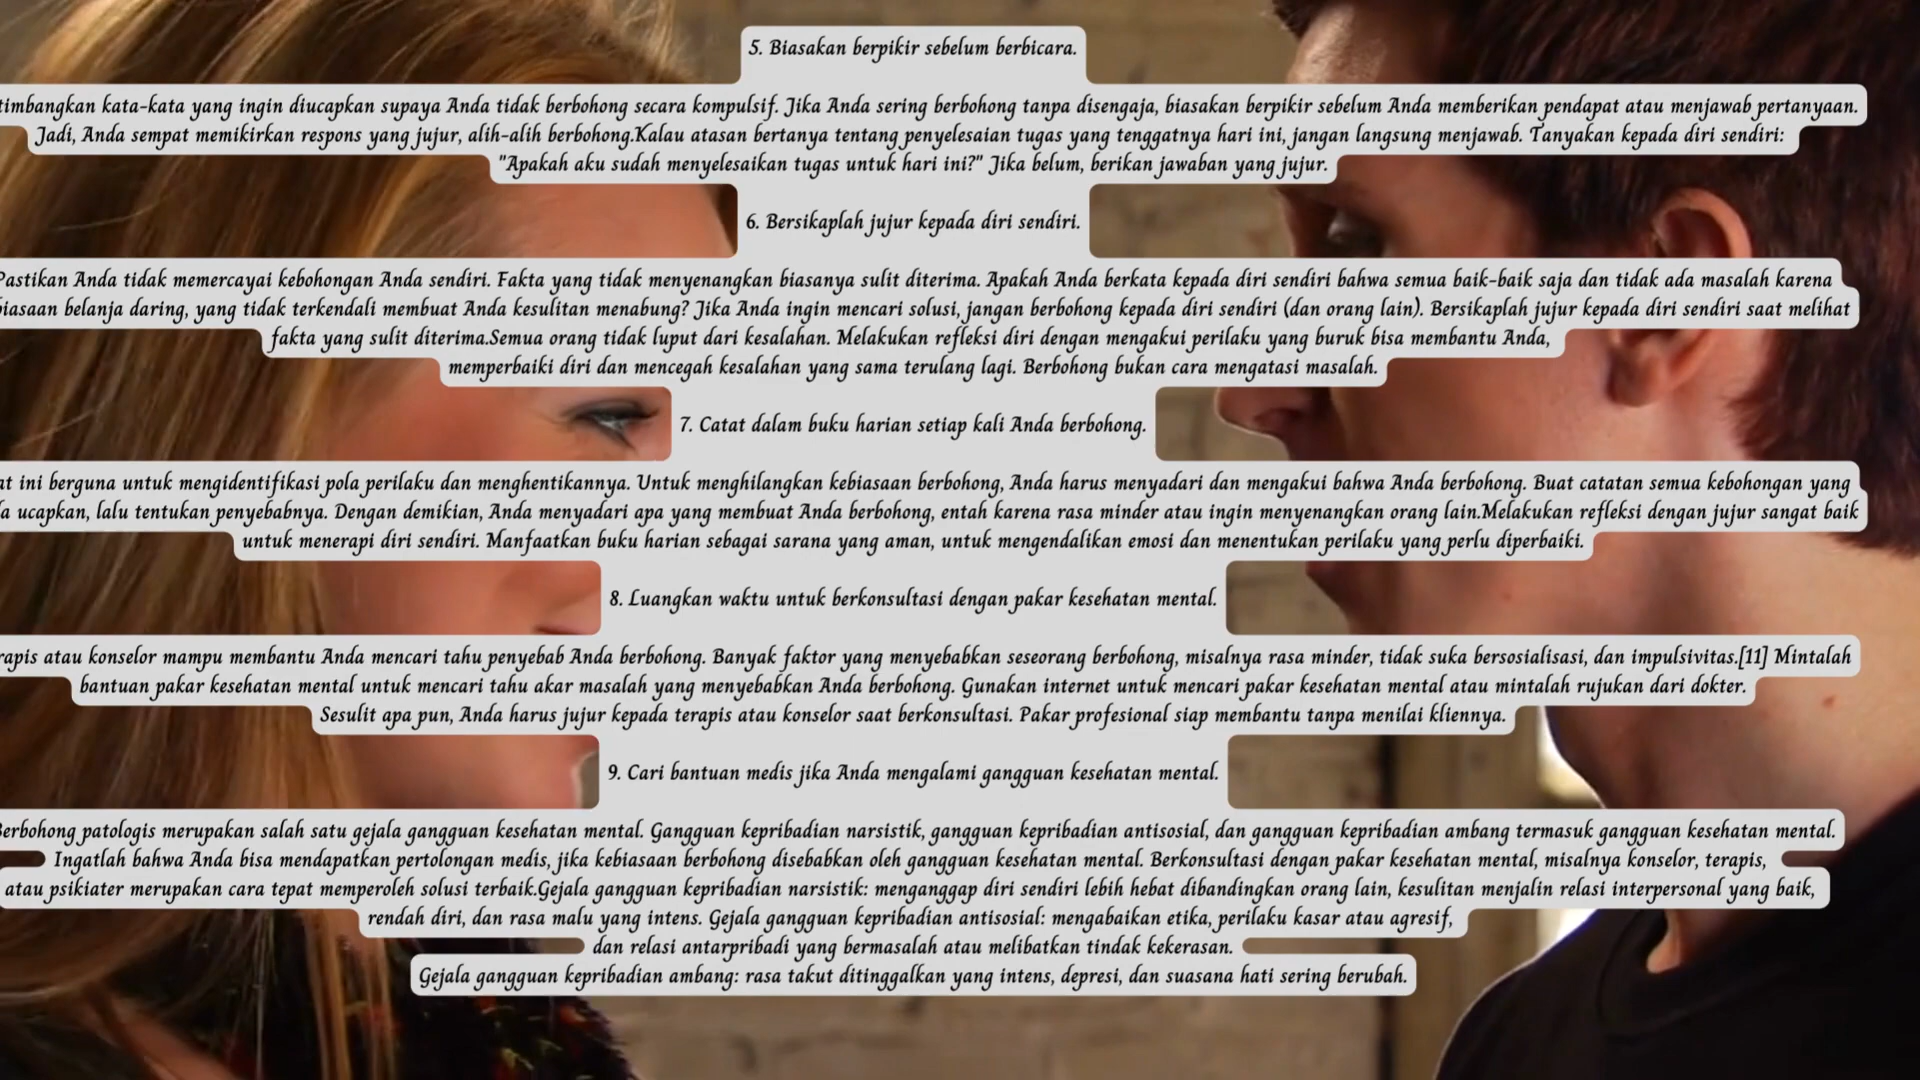 5. Biasakan berpikir sebelum berbicara.
kata-kata yang ingin diucapkan supaya Anda tidak berbohong secara kompulsif. Jika Anda sering berbohong tanpa disengaja, biasakan berpikir sebelum Anda memberikan pendapat atau menjawab pertanyaan.
Jadi, Anda sempat memikirkan respons yang jujur, alih-alih berbohong.Kalau atasan bertanya tentang penyelesaian tugas yang tenggatnya hari ini, jangan langsung menjawab. Tanyakan kepada diri sendiri:
"Apakah aku sudah menyelesaikan tugas untuk hari ini?" Jika belum, berikan jawaban yang jujur.
6. Bersikaplah jujur kepada diri sendiri.
Pastikan Anda tidak memercayai kebohongan Anda sendiri. Fakta yang tidak menyenangkan biasanya sulit diterima. Apakah Anda berkata kepada diri sendiri bahwa semua baik-baik saja dan tidak ada masalah karena
belanja daring, yang tidak terkendali membuat Anda kesulitan menabung? Jika Anda ingin mencari solusi, jangan berbohong kepada diri sendiri (dan orang lain). Bersikaplah jujur kepada diri sendiri saat melihat
fakta yang sulit diterima.Semua orang tidak luput dari kesalahan. Melakukan refleksi diri dengan mengakui perilaku yang buruk bisa membantu Anda,
memperbaiki diri dan mencegah kesalahan yang sama terulang lagi. Berbohong bukan cara mengatasi masalah.
7. Catat dalam buku harian setiap kali Anda berbohong.
ini berguna untuk mengidentifikasi pola perilaku dan menghentikannya. Untuk menghilangkan kebiasaan berbohong, Anda harus menyadari dan mengakui bahwa Anda berbohong. Buat catatan semua kebohongan yang
ucapkan, lalu tentukan penyebabnya. Dengan demikian, Anda menyadari apa yang membuat Anda berbohong, entah karena rasa minder atau ingin menyenangkan orang lain.Melakukan refleksi dengan jujur sangat baik
untuk menerapi diri sendiri. Manfaatkan buku harian sebagai sarana yang aman, untuk mengendalikan emosi dan menentukan perilaku yang perlu diperbaiki.
8. Luangkan waktu untuk berkonsultasi dengan pakar kesehatan mental.
atau konselor mampu membantu Anda mencari tahu penyebab Anda berbohong. Banyak faktor yang menyebabkan seseorang berbohong, misalnya rasa minder, tidak suka bersosialisasi, dan impulsivitas.[11] Mintalah
bantuan pakar kesehatan mental untuk mencari tahu akar masalah yang menyebabkan Anda berbohong. Gunakan internet untuk mencari pakar kesehatan mental atau mintalah rujukan dari dokter.
Sesulit apa pun, Anda harus jujur kepada terapis atau konselor saat berkonsultasi. Pakar profesional siap membantu tanpa menilai kliennya.
9. Cari bantuan medis jika Anda mengalami gangguan kesehatan mental.
Berbohong patologis merupakan salah satu gejala gangguan kesehatan mental. Gangguan kepribadian narsistik, gangguan kepribadian antisosial, dan gangguan kepribadian ambang termasuk gangguan kesehatan mental.
Ingatlah bahwa Anda bisa mendapatkan pertolongan medis, jika kebiasaan berbohong disebabkan oleh gangguan kesehatan mental. Berkonsultasi dengan pakar kesehatan mental, misalnya konselor, terapis,
atau psikiater merupakan cara tepat memperoleh solusi terbaik.Gejala gangguan kepribadian narsistik: menganggap diri sendiri lebih hebat dibandingkan orang lain, kesulitan menjalin relasi interpersonal yang baik,
rendah diri, dan rasa malu yang intens. Gejala gangguan kepribadian antisosial: mengabaikan etika, perilaku kasar atau agresif,
dan relasi antarpribadi yang bermasalah atau melibatkan tindak kekerasan.
Gejala gangguan kepribadian ambang: rasa takut ditinggalkan yang intens, depresi, dan suasana hati sering berubah.